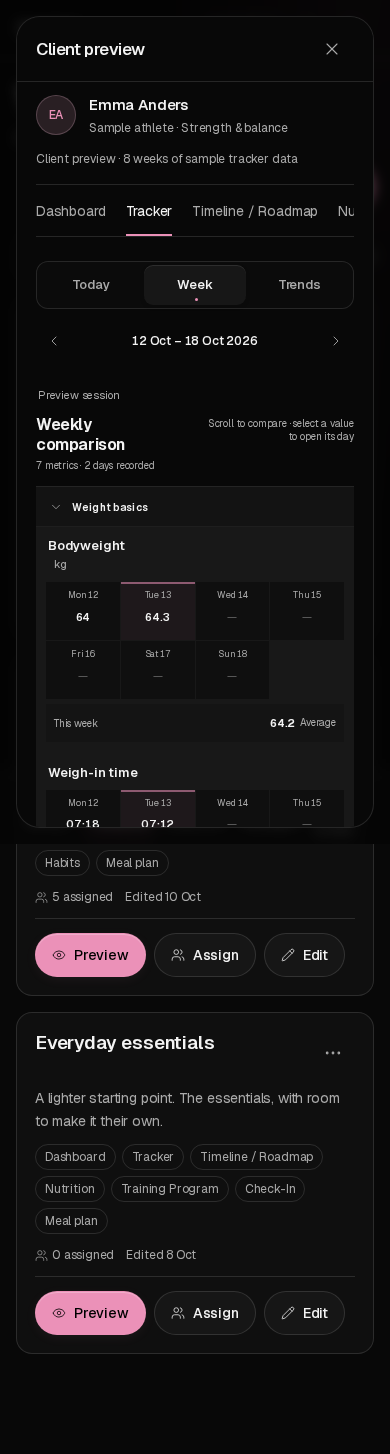 Client preview
EA
Emma Anders
Sample athlete · Strength & balance
Client preview · 8 weeks of sample tracker data
Dashboard Tracker Timeline / Roadmap Nu
Today Week Trends
12 Oct – 18 Oct 2026
Preview session
Weekly comparison
Scroll to compare · select a value to open its day
7 metrics · 2 days recorded
Weight basics
Bodyweight
kg
Mon 12 Tue 13 Wed 14 Thu 15
64 64.3 — —
Fri 16 Sat 17 Sun 18
— — —
This week 64.2 Average
Weigh-in time
Mon 12 Tue 13 Wed 14 Thu 15
07:18 07:12 — —
Habits Meal plan
5 assigned Edited 10 Oct
Preview Assign Edit
Everyday essentials
A lighter starting point. The essentials, with room
to make it their own.
Dashboard Tracker Timeline / Roadmap
Nutrition Training Program Check-In
Meal plan
0 assigned Edited 8 Oct
Preview Assign Edit